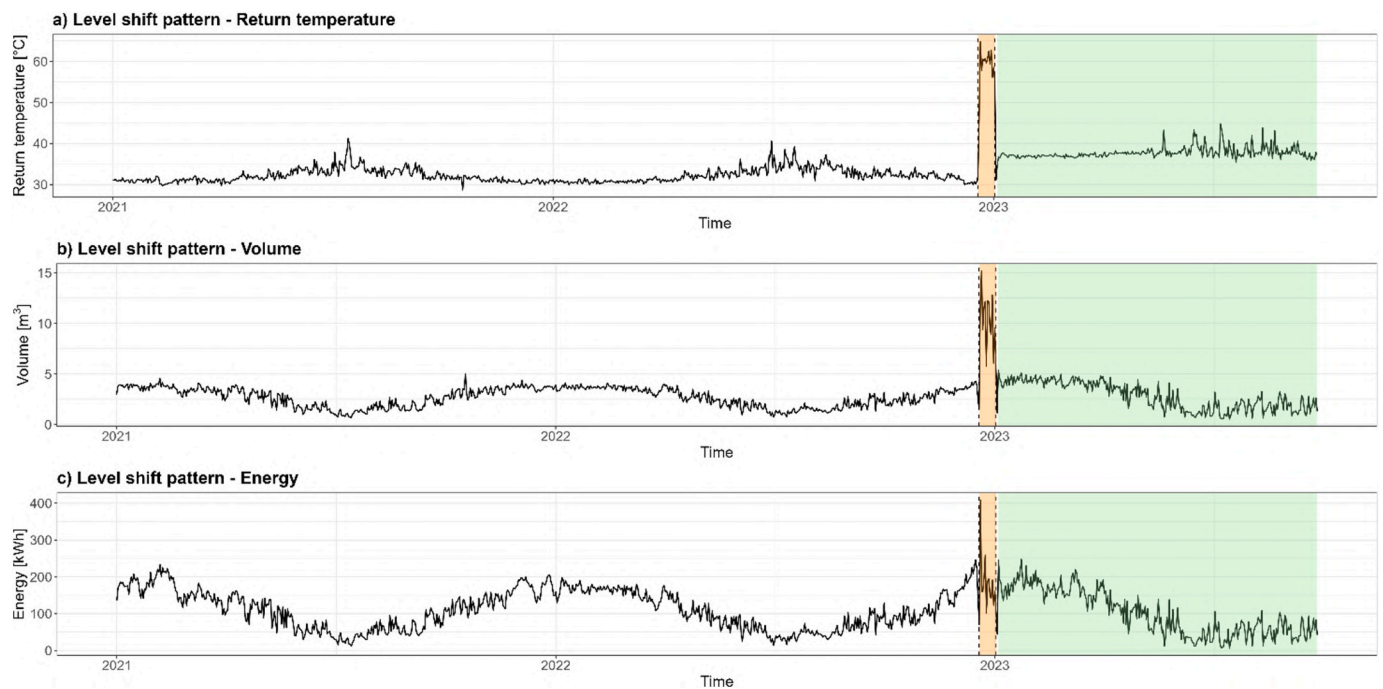 a) Level shift pattern - Return temperature
Return temperature [°C]
60
50
40
30
2021
2022
2023
Time
b) Level shift pattern - Volume
Volume [m³]
15
10
5
0
2021
2022
2023
Time
c) Level shift pattern - Energy
Energy [kWh]
400
300
200
100
0
2021
2022
2023
Time